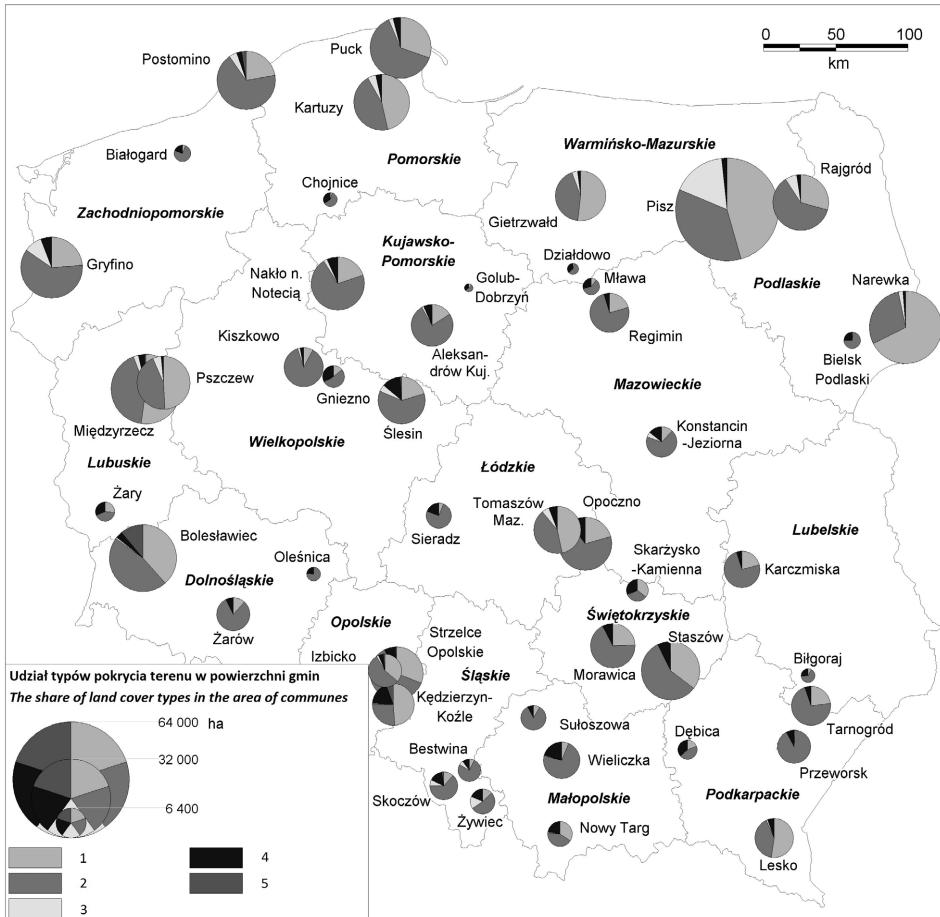 0 50 100
km
Postomino
Puck
Kartuzy
Białogard
Pomorskie
Warmińsko-Mazurskie
Rajgród
Chojnice
Pisz
Zachodniopomorskie
Gietrzwałd
Kujawsko-
Pomorskie
Gryfino
Działdowo
Nakło n.
Notecią
Golub-
Dobrzyń
Mława
Podlaskie
Narewka
Kiszkowo
Regimin
Aleksan-
drów Kuj.
Bielsk
Podlaski
Pszczew
Gniezno
Mazowieckie
Międzyrzecz
Wielkopolskie
Ślesin
Konstancin
-Jeziorna
Lubuskie
Łódzkie
Żary
Tomaszów
Maz.
Opoczno
Bolesławiec
Sieradz
Lubelskie
Oleśnica
Skarżysko
-Kamienna
Karczmiska
Dolnośląskie
Żarów
Opolskie
Świętokrzyskie
Strzelce
Opolskie
Staszów
Izbicko
Śląskie
Morawica
Biłgoraj
Kędzierzyn-
Koźle
Sułoszowa
Tarnogród
Dębica
Bestwina
Wieliczka
Przeworsk
Skoczów
Żywiec
Małopolskie
Podkarpackie
Nowy Targ
Lesko
Udział typów pokrycia terenu w powierzchni gmin
The share of land cover types in the area of communes
64 000 ha
32 000
6 400
1 4
2 5
3